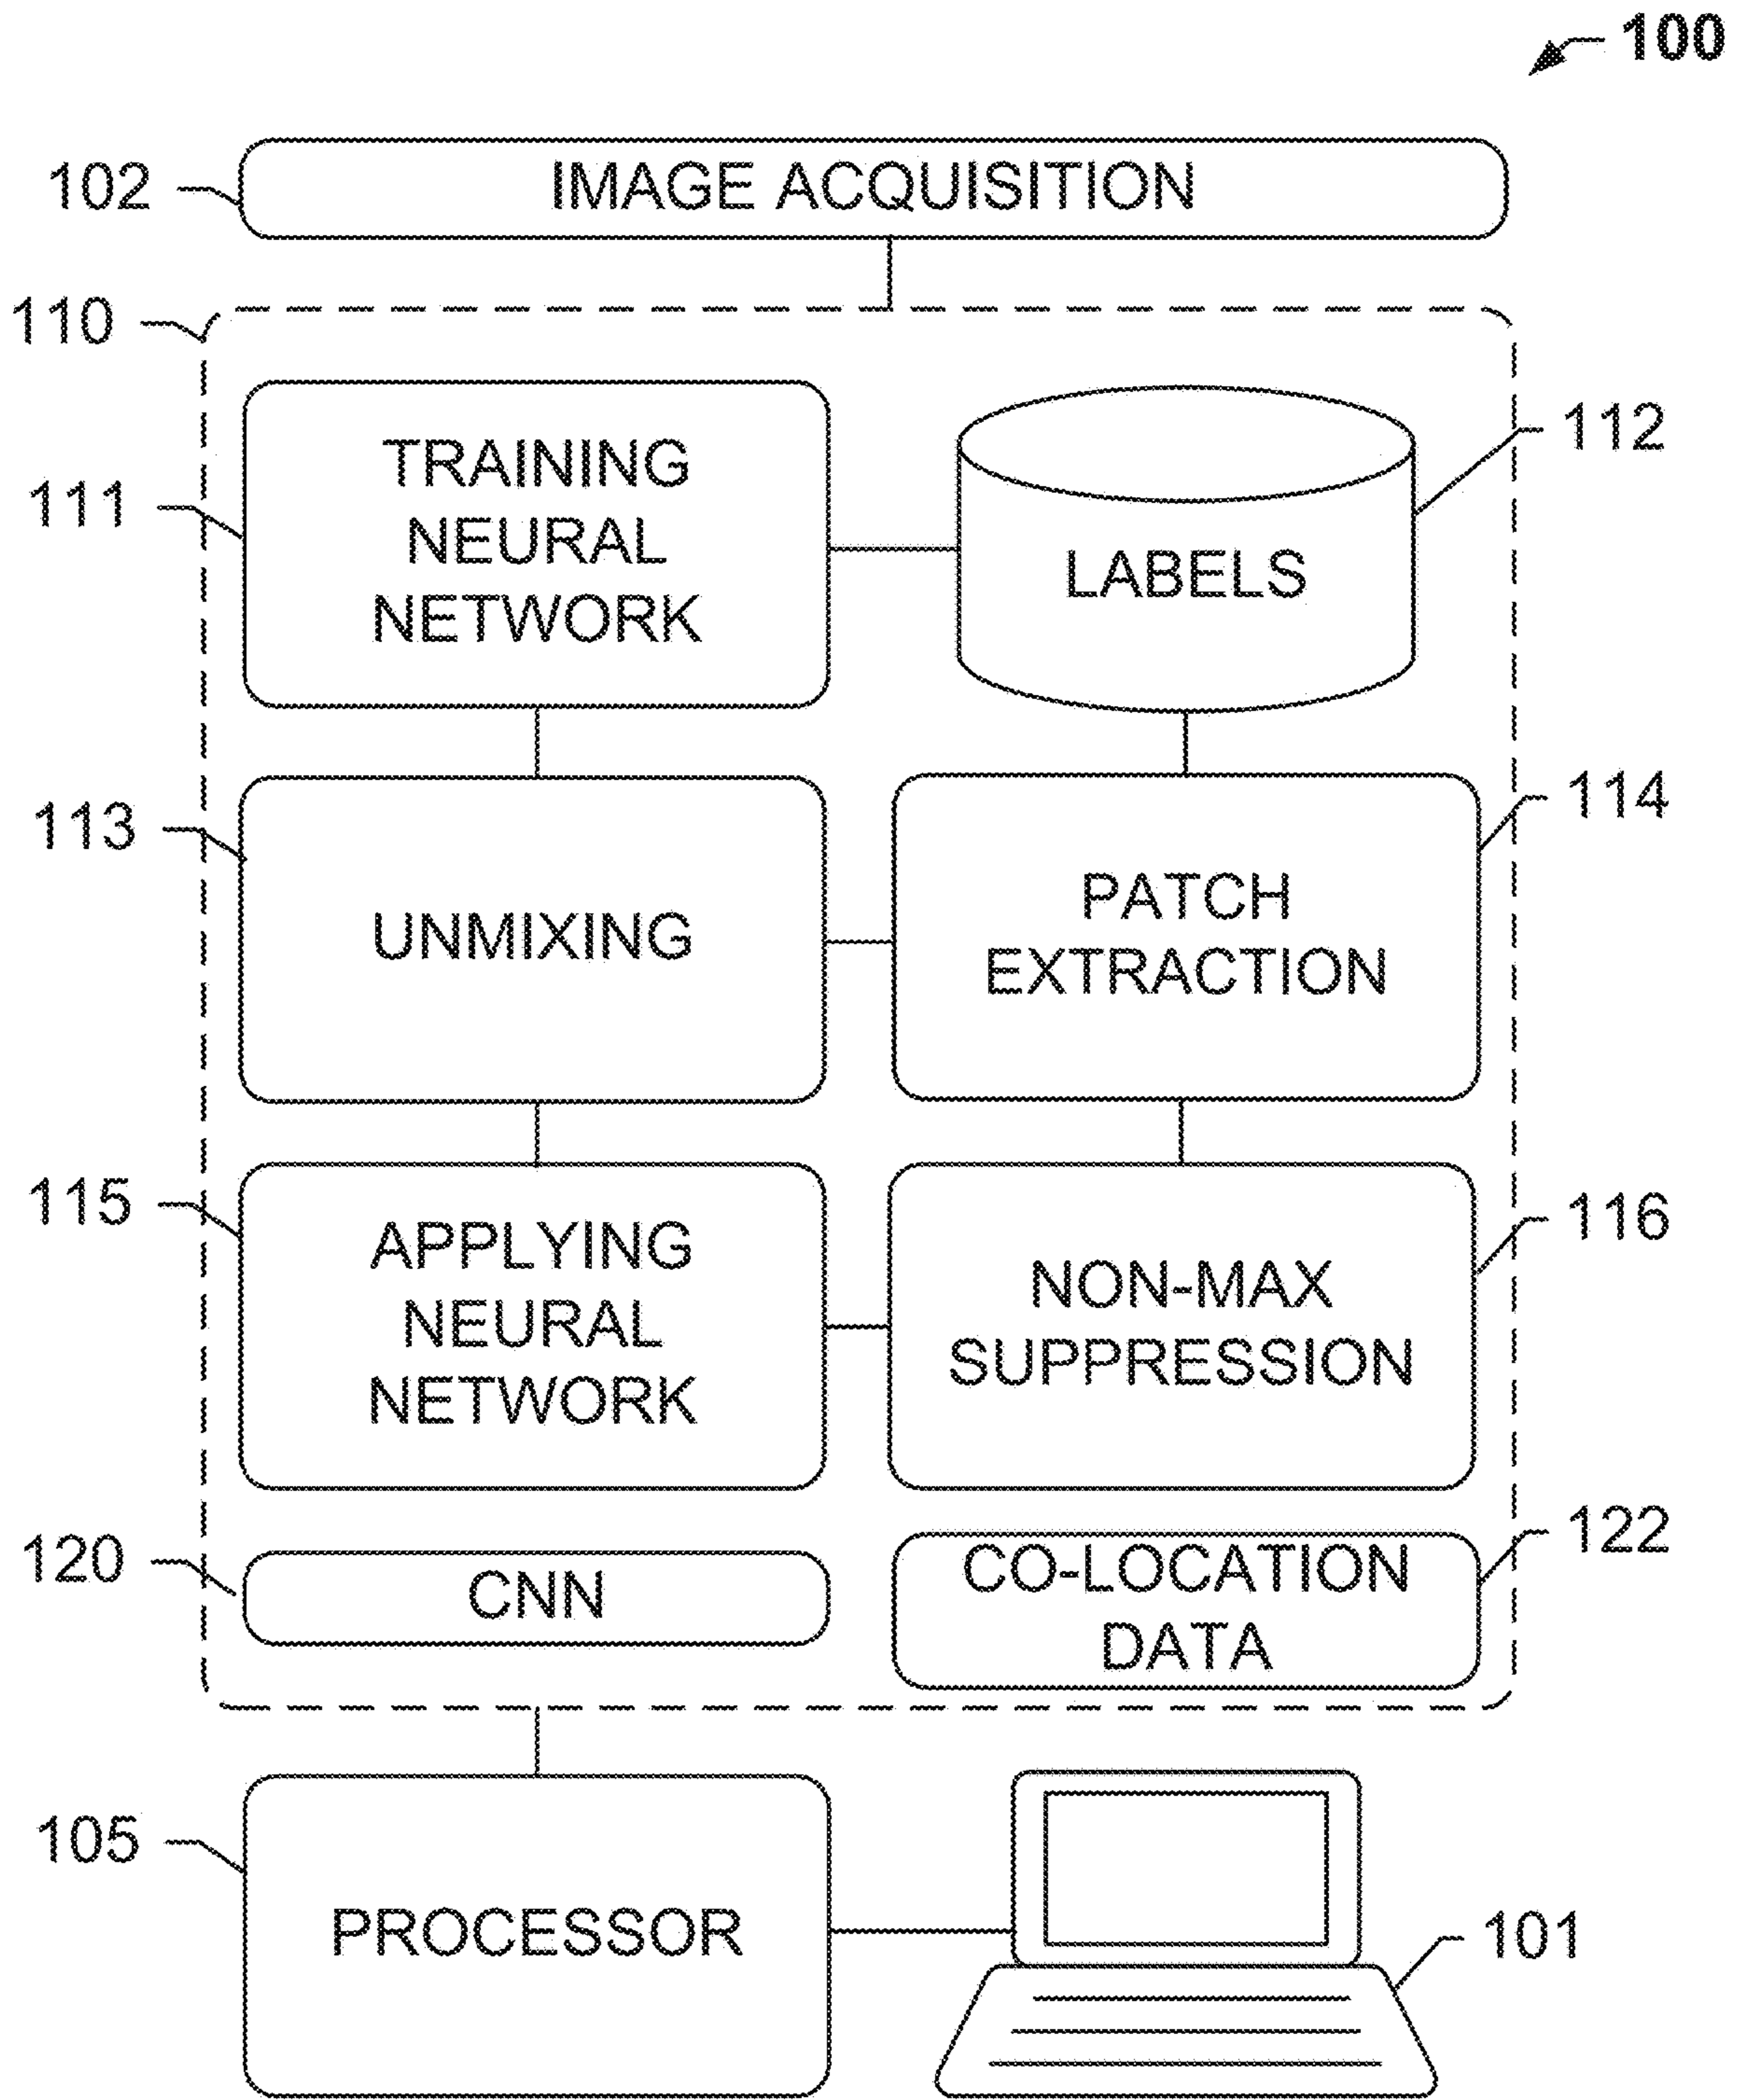 100
102
IMAGE ACQUISITION
110
111
TRAINING
NEURAL
NETWORK
LABELS
112
113
UNMIXING
PATCH
EXTRACTION
114
115
APPLYING
NEURAL
NETWORK
NON-MAX
SUPPRESSION
116
120
CNN
CO-LOCATION
DATA
122
105
PROCESSOR
101